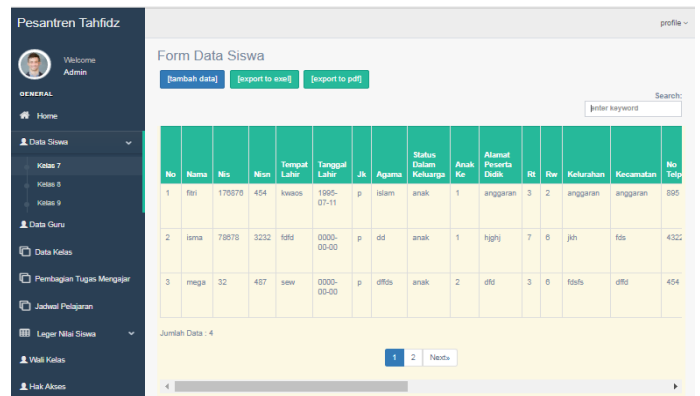 Pesantren Tahfidz
profile
Welcome
Admin
GENERAL
Home
Data Siswa
Kelas 7
Kelas 8
Kelas 9
Data Guru
Data Kelas
Pembagian Tugas Mengajar
Jadwal Pelajaran
Leger Nilai Siswa
Wali Kelas
Hak Akses
Form Data Siswa
[tambah data] [export to exel] [export to pdf]
Search:
enter keyword
No Nama Nis Nisn Tempat Lahir Tanggal Lahir Jk Agama Status Dalam Keluarga Anak Ke Alamat Peserta Didik Rt Rw Kelurahan Kecamatan No Telp
1 fitri 176876 454 kwaos 1995-07-11 p islam anak 1 anggaran 3 2 anggaran anggaran 895
2 isma 78678 3232 fdfd 0000-00-00 p dd anak 1 hjghj 7 6 jkh fds 4322
3 mega 32 487 sew 0000-00-00 p dffds anak 2 dfd 3 6 fdsfs dffd 454
Jumlah Data : 4
1 2 Next»